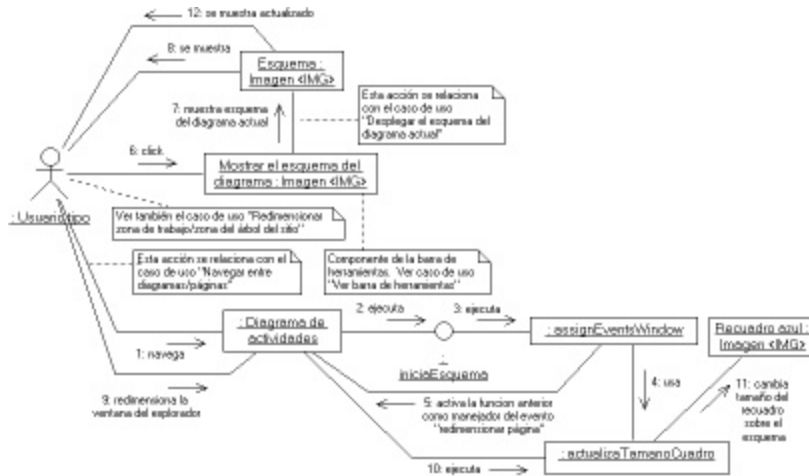 12: se muestra actualizado
8: se muestra
Esquema :
Imagen <IMG>
7: muestra esquema
del diagrama actual
Esta acción se relaciona
con el caso de uso
"Desplegar el esquema del
diagrama actual"
6: click
Mostrar el esquema del
diagrama : Imagen <IMG>
: Usuario tipo
Ver también el caso de uso "Redimensionar
zona de trabajo/zona del árbol del sitio"
Esta acción se relaciona con el
caso de uso "Navegar entre
diagramas/páginas"
Componente de la barra de
herramientas. Ver caso de uso
"Ver barra de herramientas"
2: ejecuta
3: ejecuta
: Diagrama de
actividades
: assignEventsWindow
Recuadro azul :
Imagen <IMG>
1: navega
:
iniciaEsquema
9: redimensiona la
ventana del explorador
5: activa la funcion anterior
como manejador del evento
"redimensionar página"
4: usa
11: cambia
tamaño del
recuadro
sobre el
esquema
10: ejecuta
: actualizaTamanoCuadro